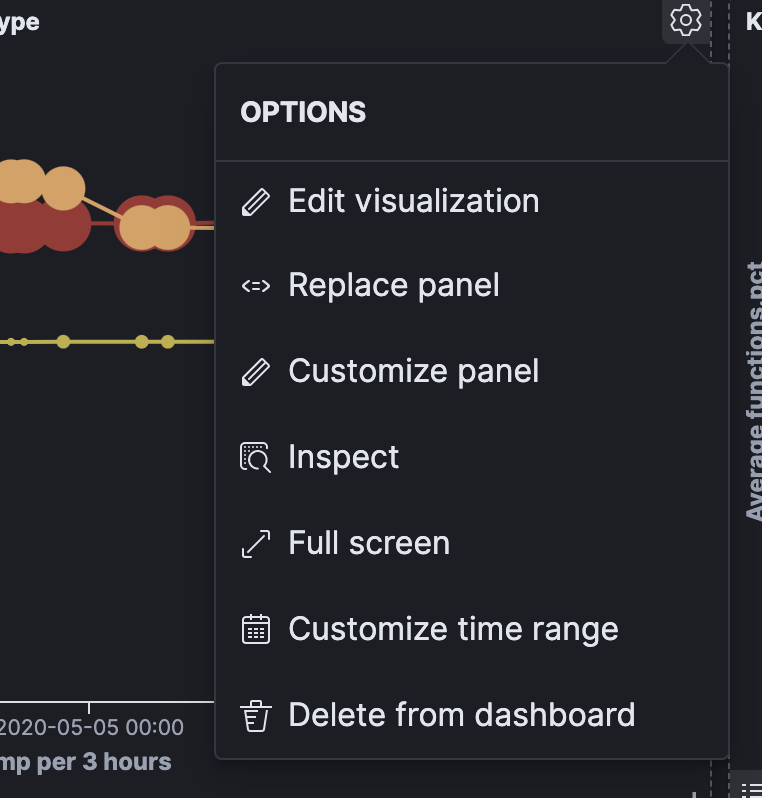 ype
K
OPTIONS
Edit visualization
Replace panel
Customize panel
Inspect
Full screen
Customize time range
Delete from dashboard
Average functions.pct
2020-05-05 00:00
mp per 3 hours